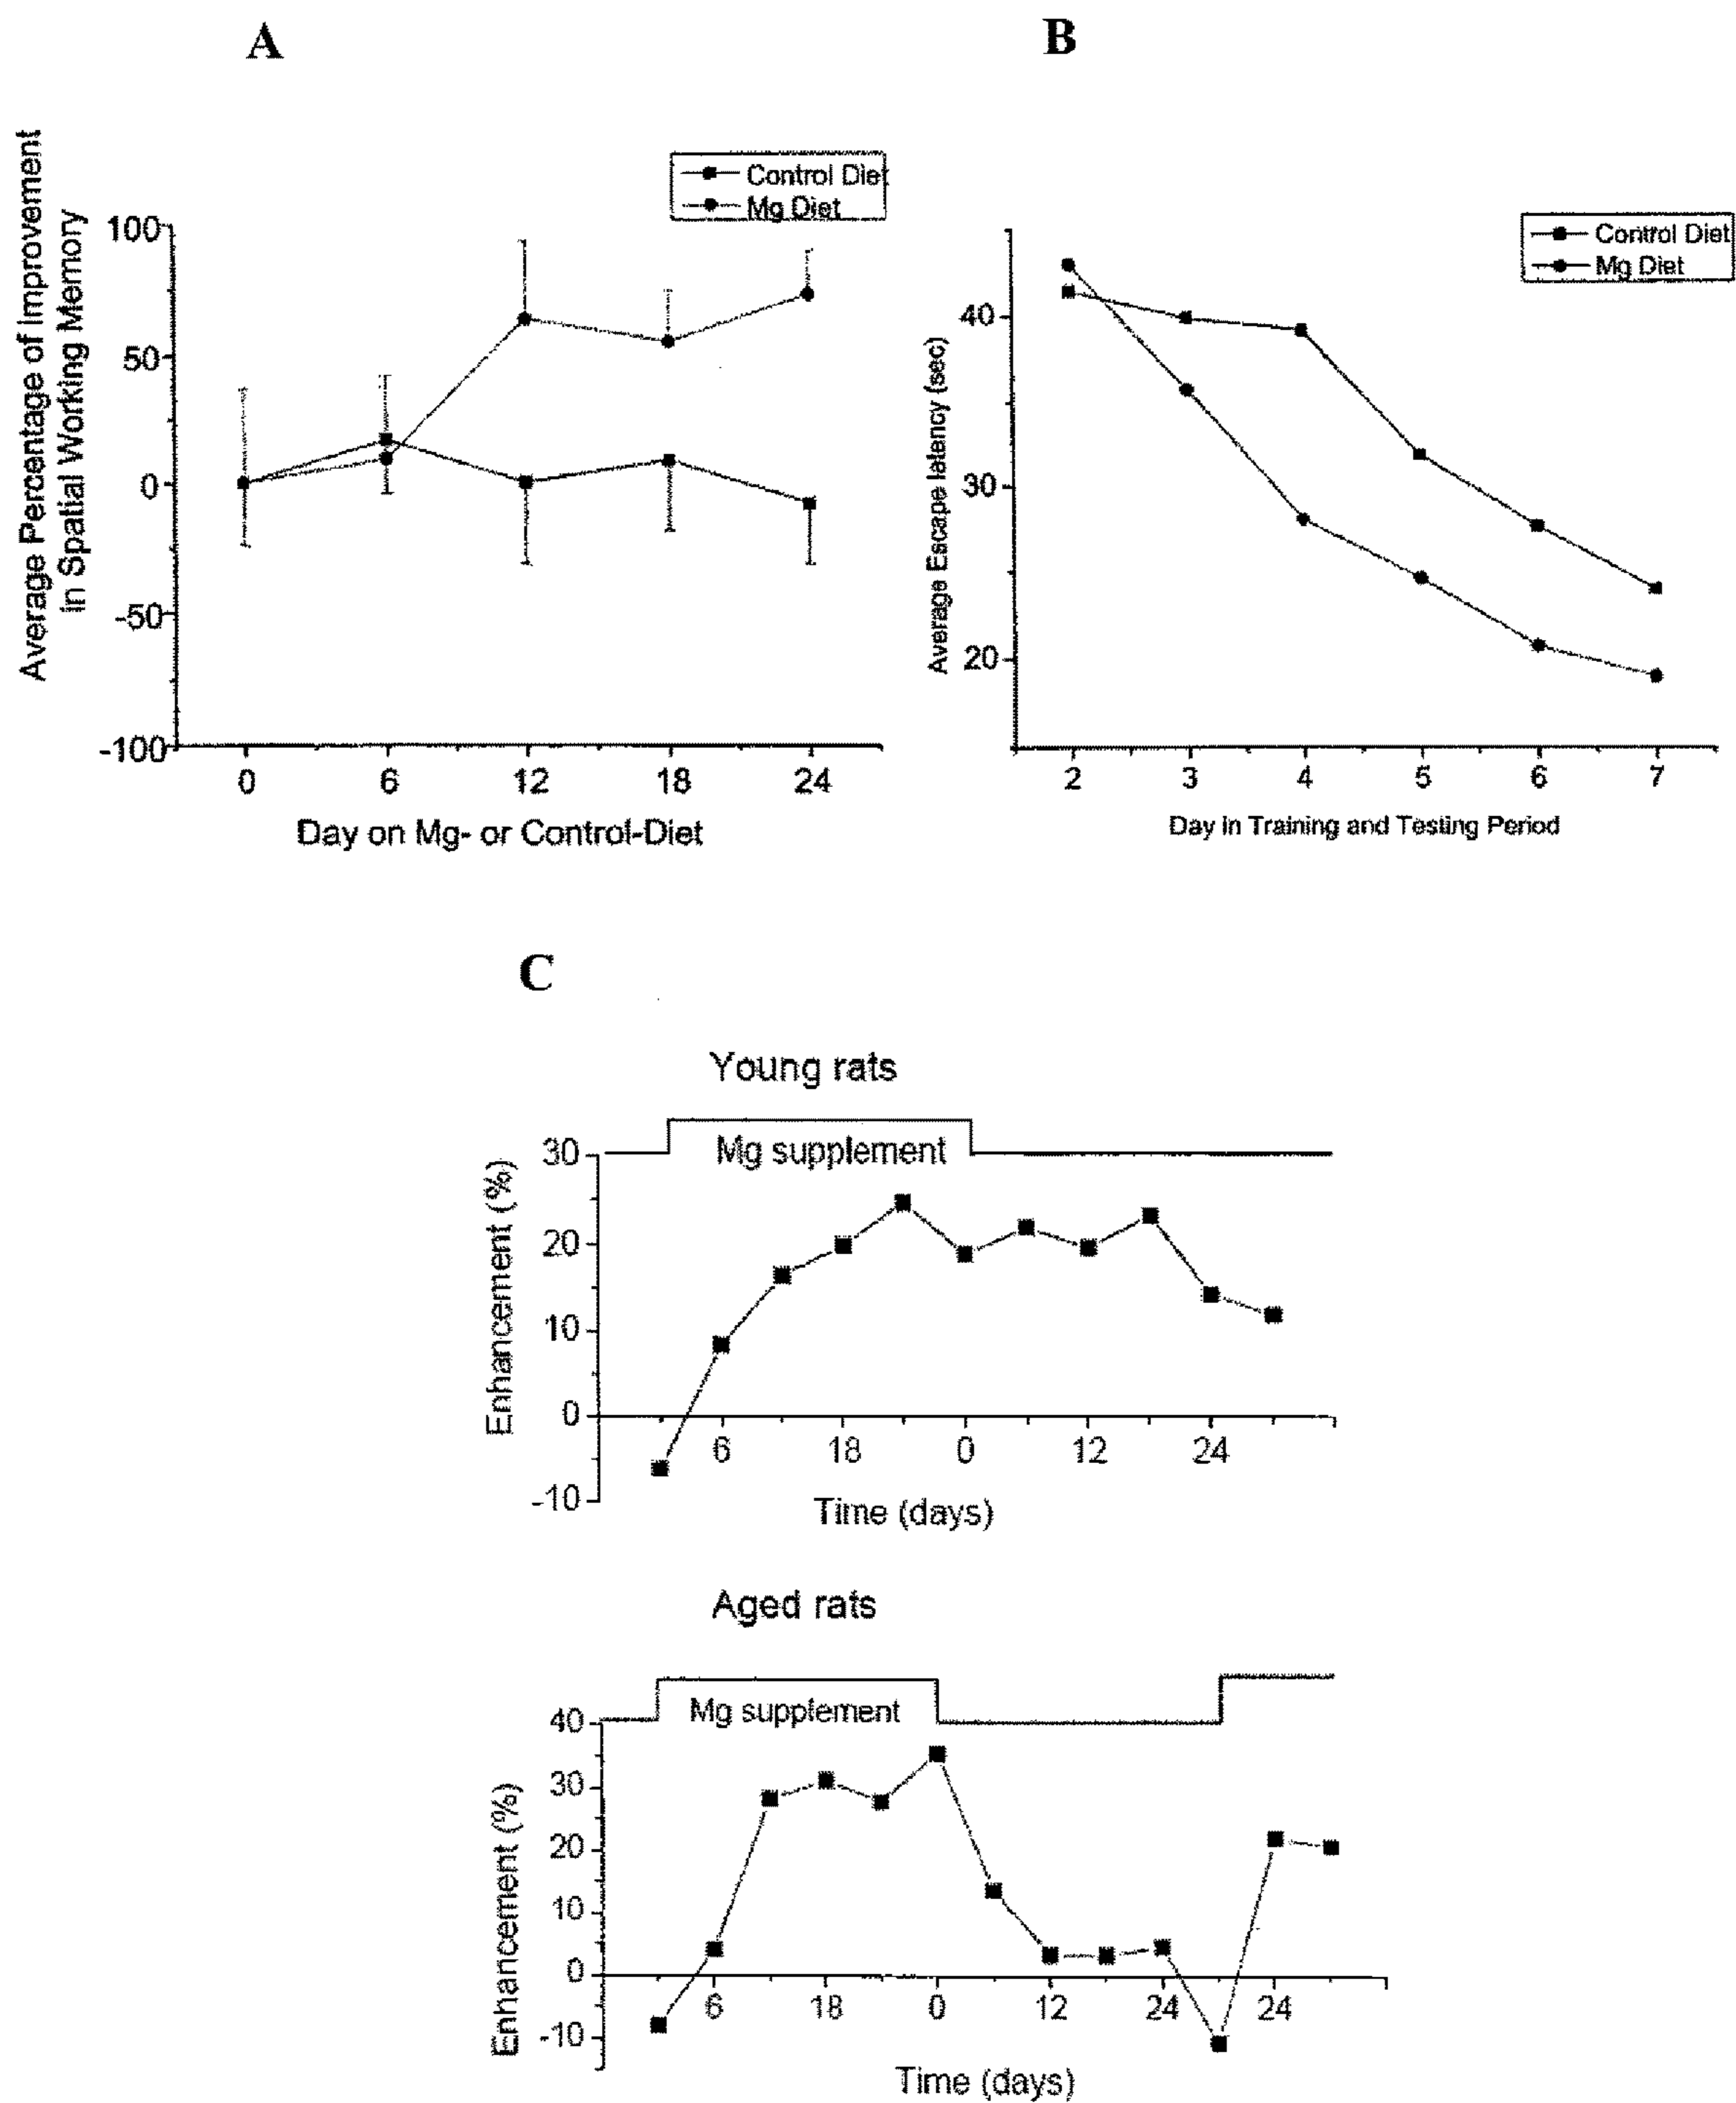 A
B
Control Diet
Mg Diet
Average Percentage of Improvement
in Spatial Working Memory
100
50
0
-50
-100
0 6 12 18 24
Day on Mg- or Control-Diet
Control Diet
Mg Diet
Average Escape latency (sec)
40
30
20
2 3 4 5 6 7
Day in Training and Testing Period
C
Young rats
Mg supplement
Enhancement (%)
30
20
10
0
-10
6 18 0 12 24
Time (days)
Aged rats
Mg supplement
Enhancement (%)
40
30
20
10
0
-10
6 18 0 12 24 24
Time (days)